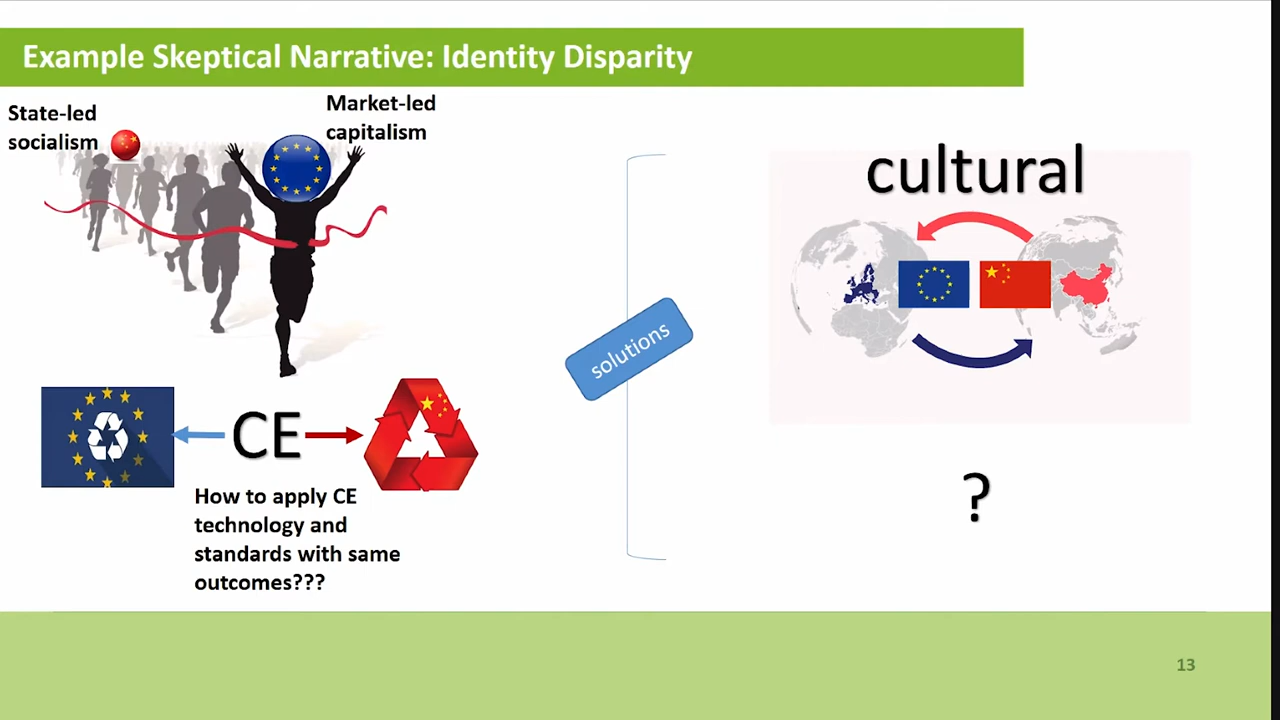 Example Skeptical Narrative: Identity Disparity
State-led
socialism
Market-led
capitalism
CE
How to apply CE
technology and
standards with same
outcomes???
solutions
cultural
?
13